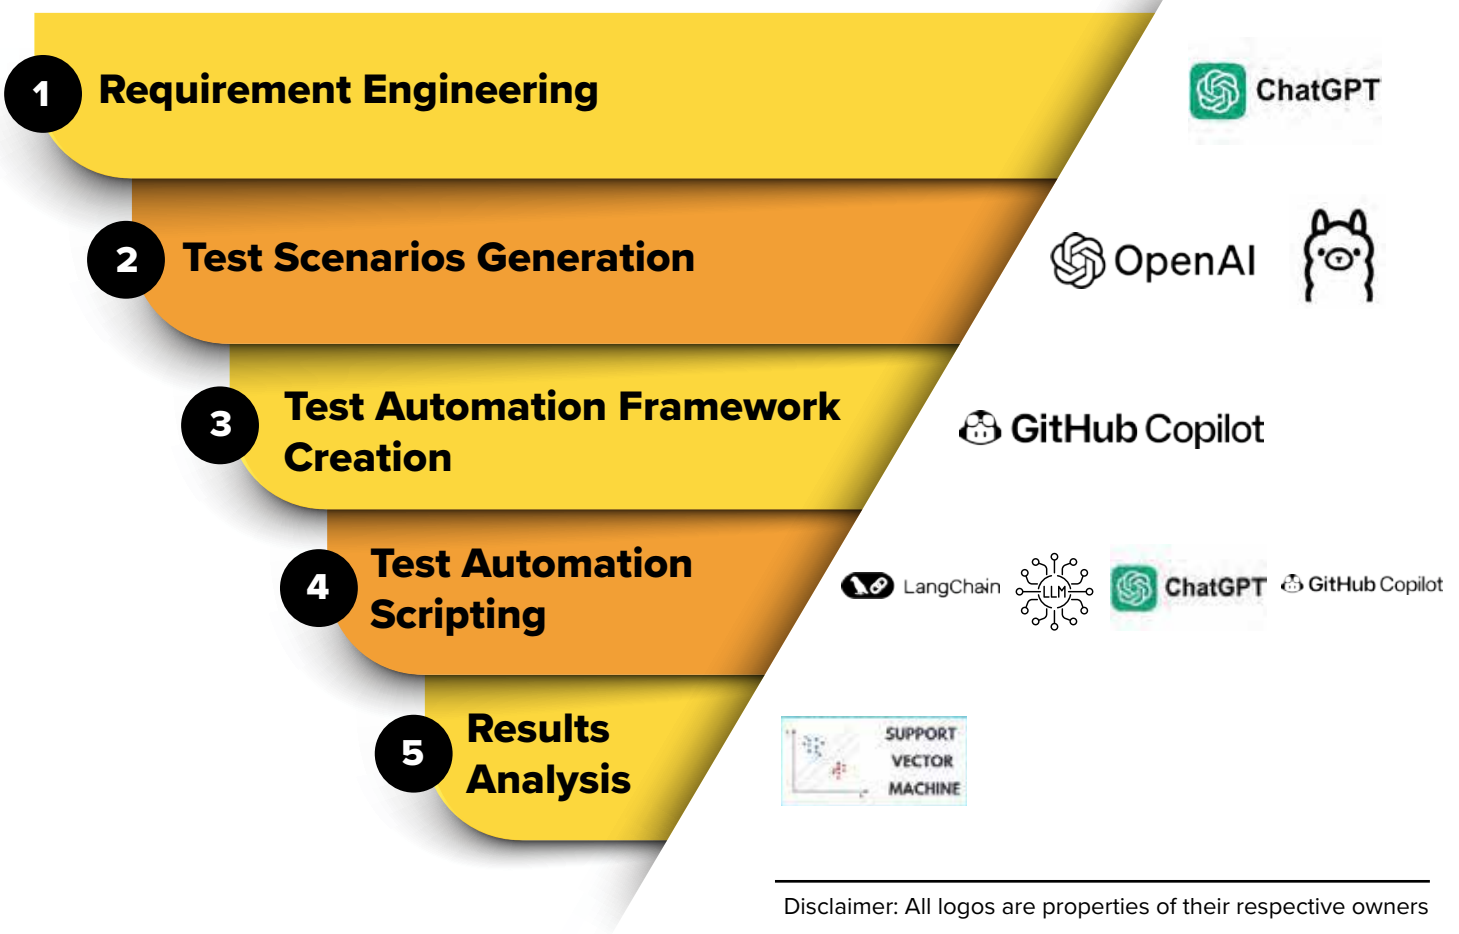 1
Requirement Engineering
ChatGPT
2
Test Scenarios Generation
OpenAI
3
Test Automation Framework
Creation
GitHub Copilot
4
Test Automation
Scripting
LangChain
LLM
ChatGPT
GitHub Copilot
5
Results
Analysis
SUPPORT
VECTOR
MACHINE
Disclaimer: All logos are properties of their respective owners